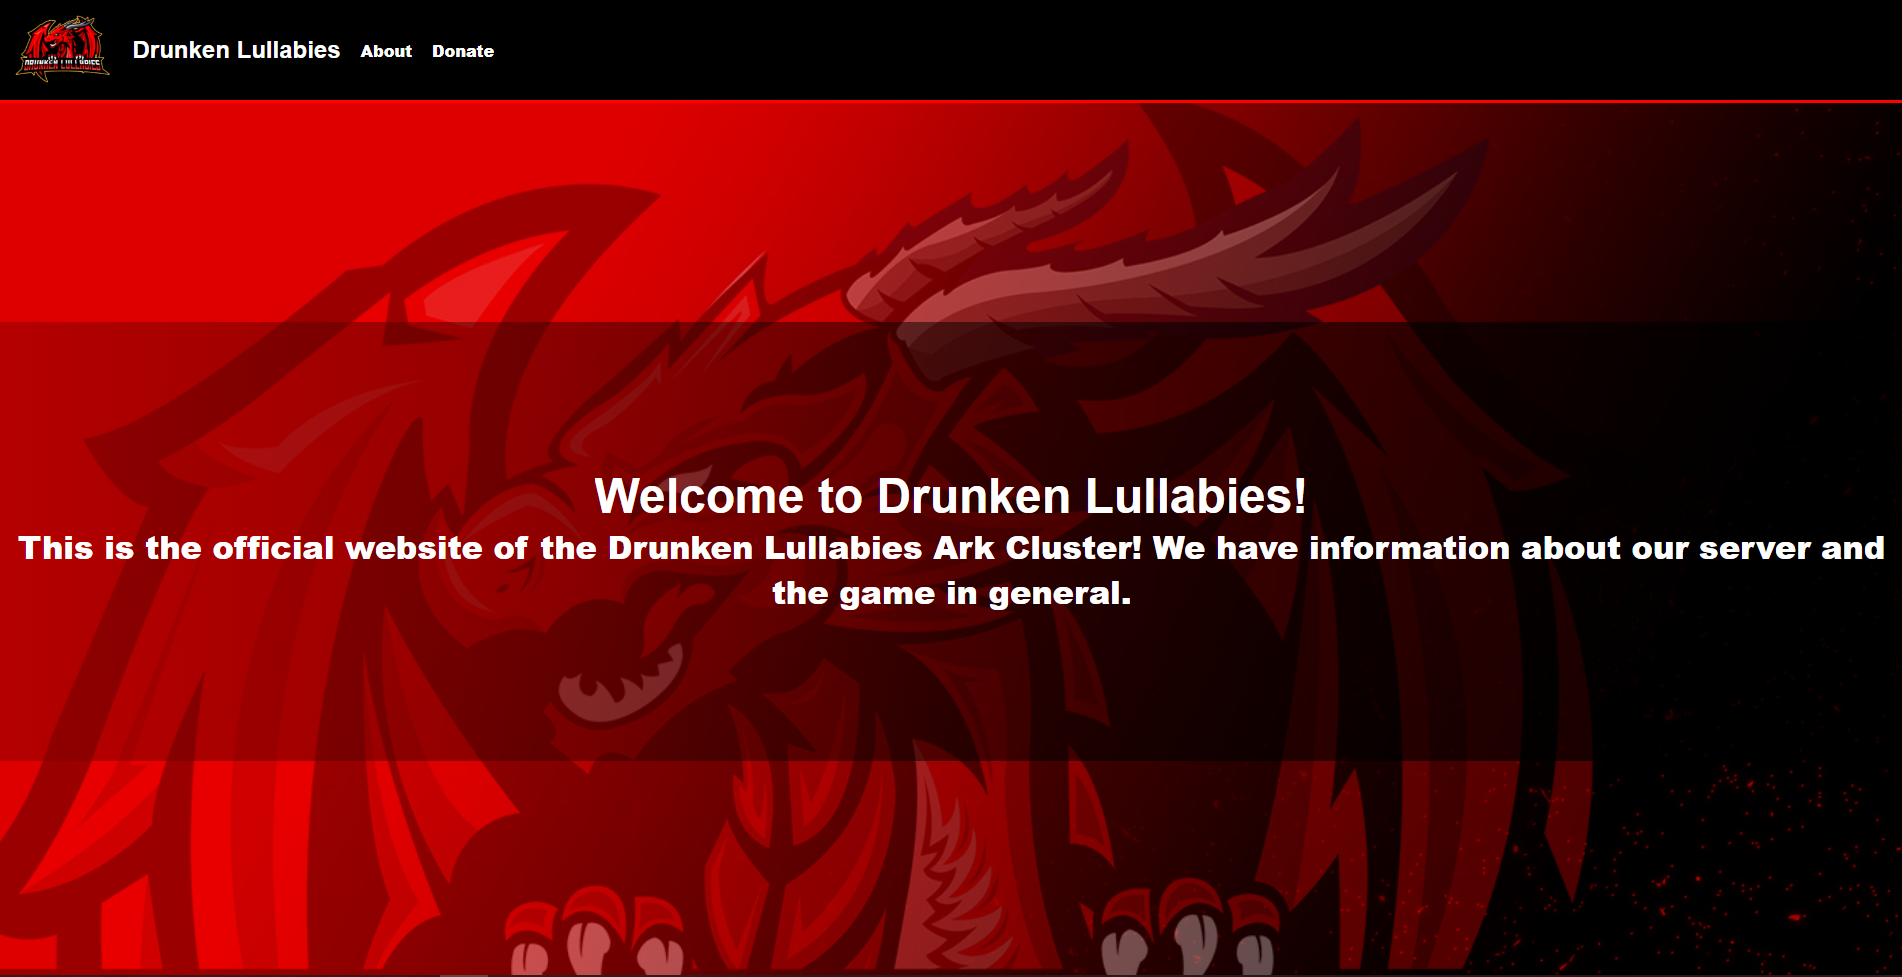 DRUNKEN LULLABIES
Drunken Lullabies About Donate
Welcome to Drunken Lullabies!
This is the official website of the Drunken Lullabies Ark Cluster! We have information about our server and
the game in general.